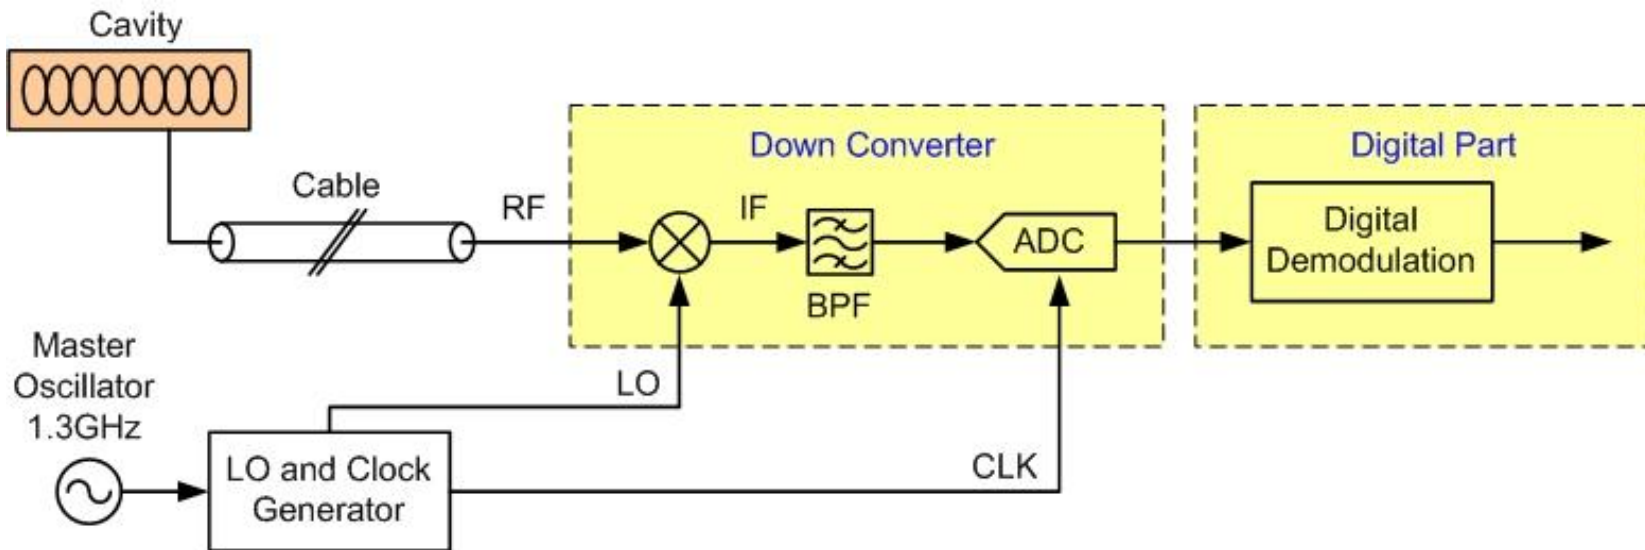 Cavity
Cable
RF
Down Converter
IF
BPF
ADC
Digital Part
Digital
Demodulation
Master
Oscillator
1.3GHz
LO
LO and Clock
Generator
CLK